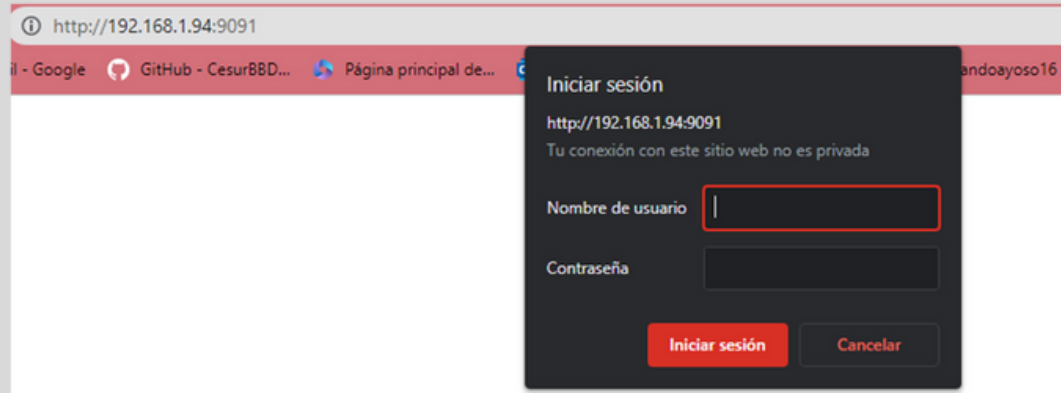 http://192.168.1.94:9091
il - Google GitHub - CesurBBD... Página principal de... andoayoso16
Iniciar sesión
http://192.168.1.94:9091
Tu conexión con este sitio web no es privada
Nombre de usuario
Contraseña
Iniciar sesión Cancelar